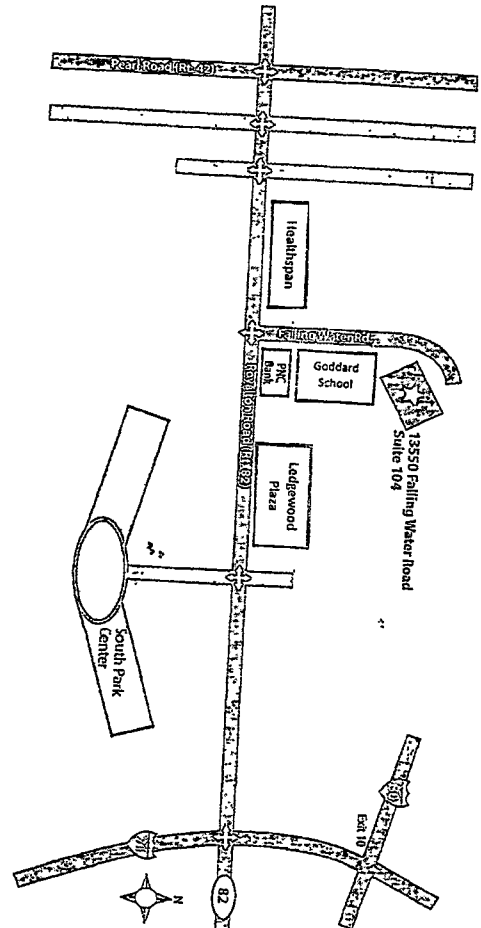 Pearl Road (Rt. 42)
Healthspan
Falling Water Rd.
PNC
Bank
Goddard
School
13550 Falling Water Road
Suite 104
Royalton Road (Rt. 82)
Ledgewood
Plaza
South Park
Center
Exit 10
82
N